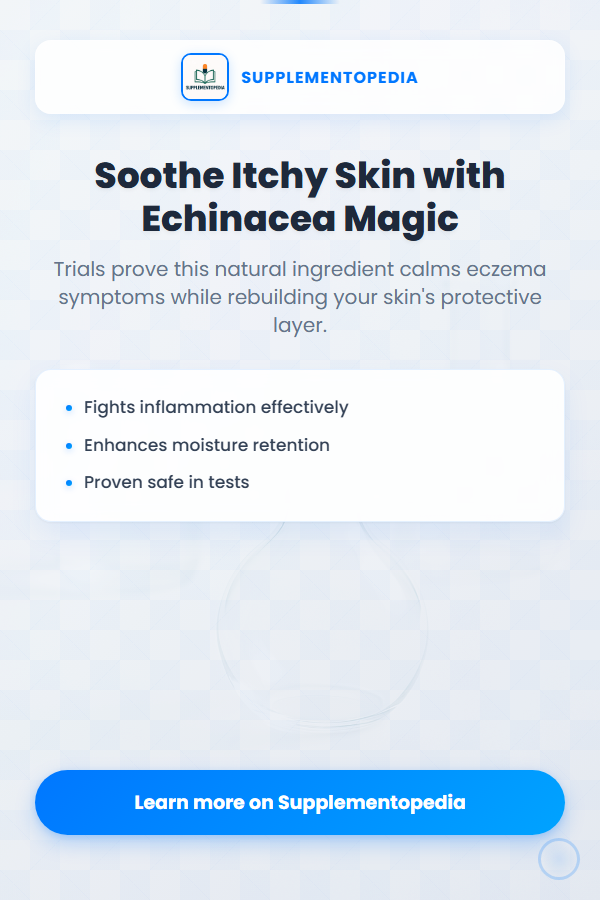 SUPPLEMENTOPEDIA
SUPPLEMENTOPEDIA
Soothe Itchy Skin with
Echinacea Magic
Trials prove this natural ingredient calms eczema
symptoms while rebuilding your skin's protective
layer.
Fights inflammation effectively
Enhances moisture retention
Proven safe in tests
Learn more on Supplementopedia